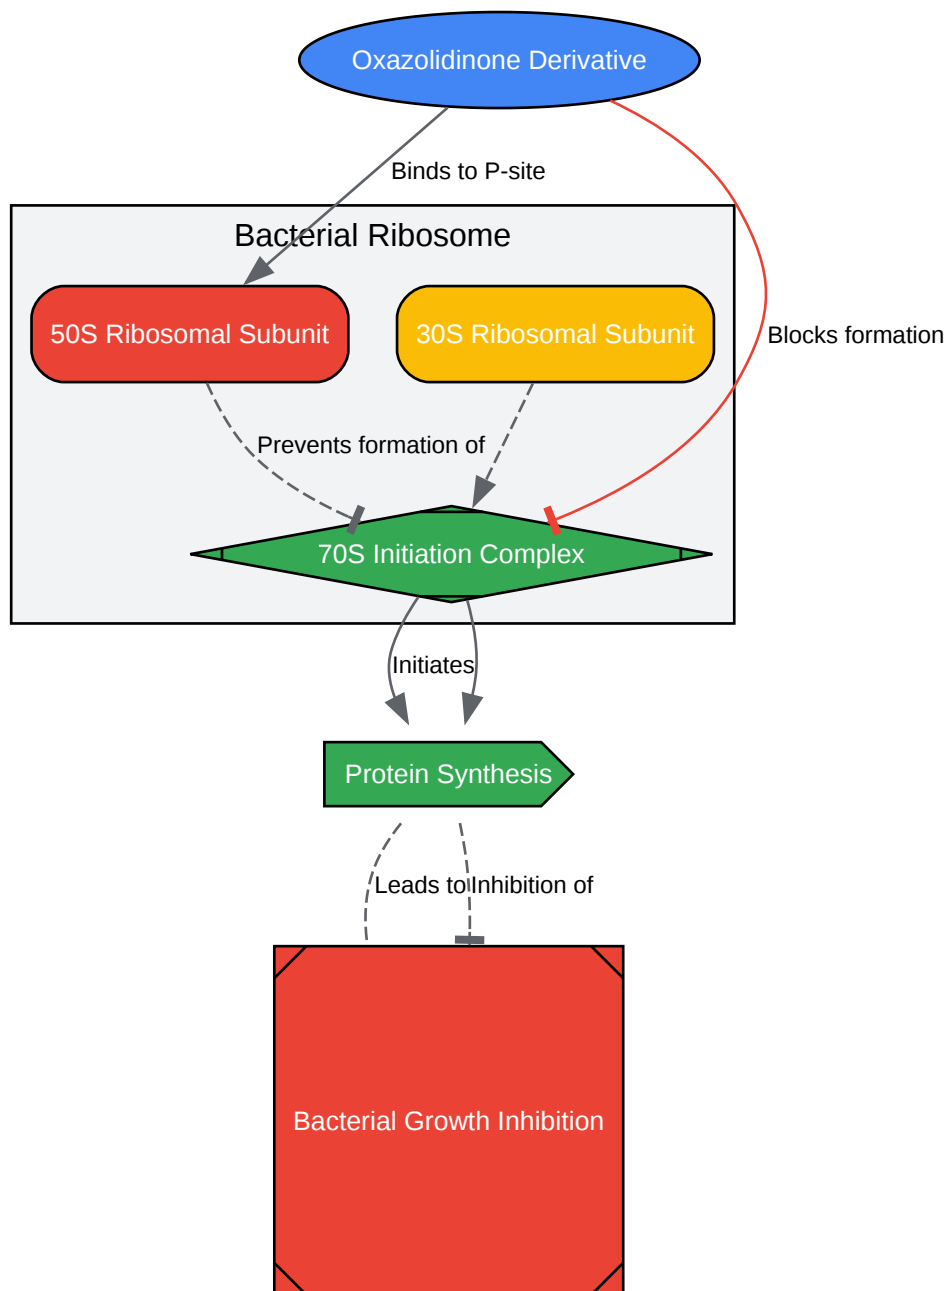 Oxazolidinone Derivative
Binds to P-site
Bacterial Ribosome
50S Ribosomal Subunit
30S Ribosomal Subunit
Blocks formation
Prevents formation of
70S Initiation Complex
Initiates
Protein Synthesis
Leads to
Inhibition of
Bacterial Growth Inhibition